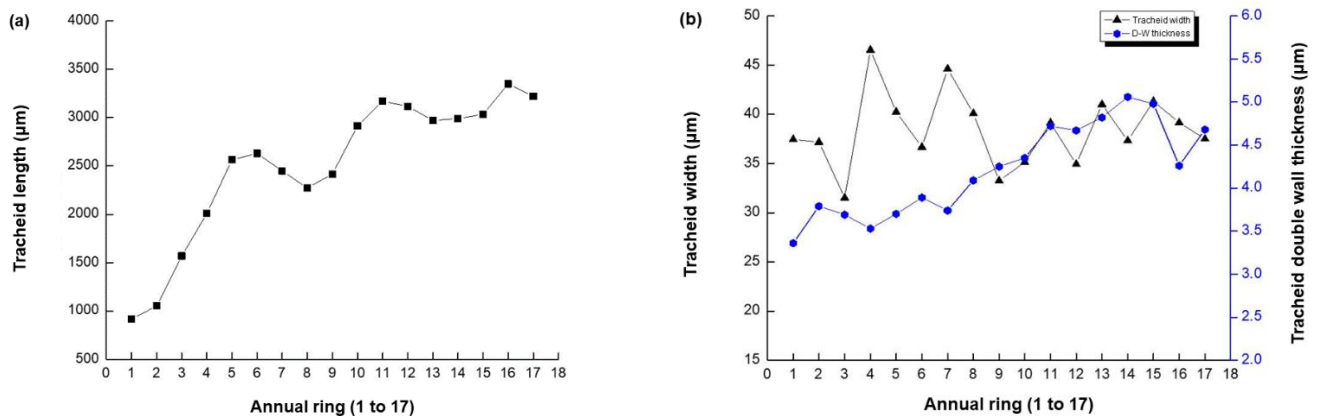 (a)
Tracheid length (µm)
4000
3500
3000
2500
2000
1500
1000
500
0 1 2 3 4 5 6 7 8 9 10 11 12 13 14 15 16 17 18
Annual ring (1 to 17)
(b)
Tracheid width (µm)
50
45
40
35
30
25
20
15
Tracheid width
D-W thickness
6.0
5.5
5.0
4.5
4.0
3.5
3.0
2.5
2.0
Tracheid double wall thickness (µm)
0 1 2 3 4 5 6 7 8 9 10 11 12 13 14 15 16 17 18
Annual ring (1 to 17)